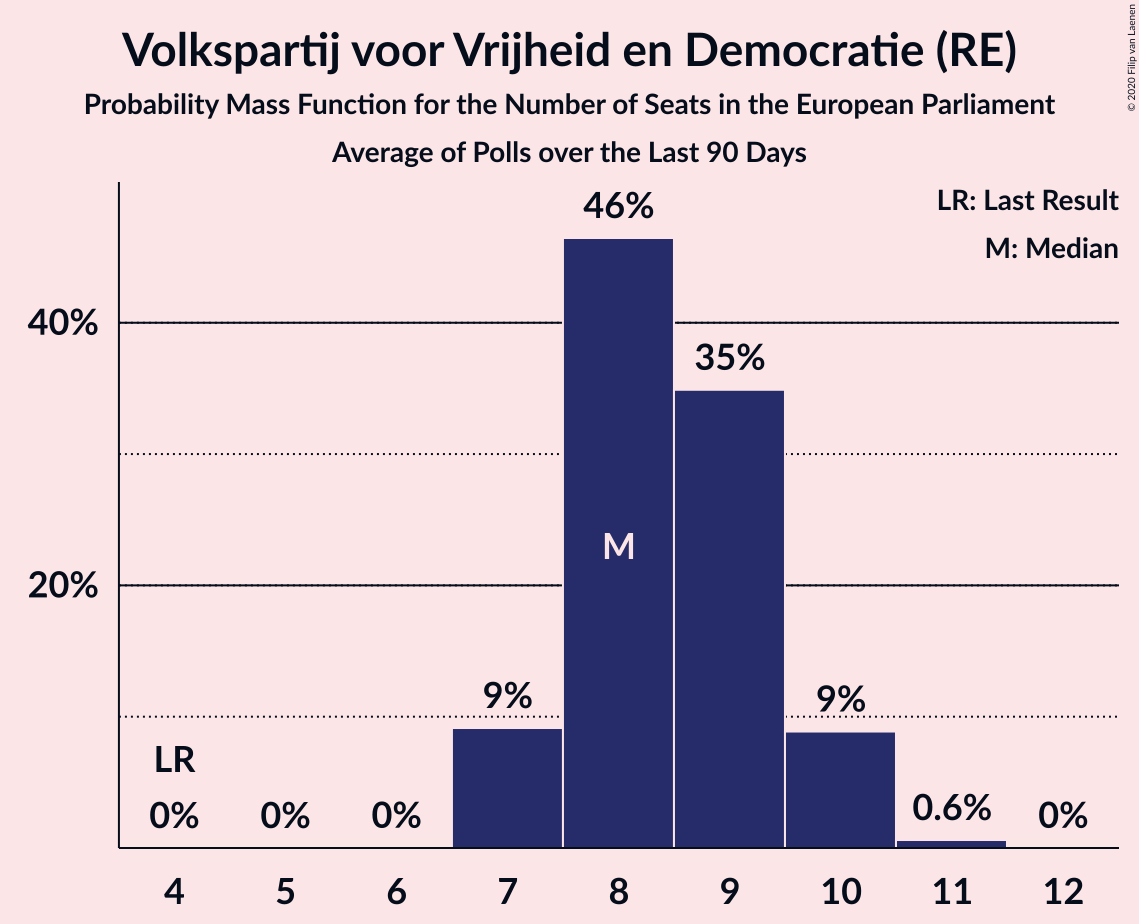 Volkspartij voor Vrijheid en Democratie (RE)
Probability Mass Function for the Number of Seats in the European Parliament
Average of Polls over the Last 90 Days
© 2020 Filip van Laenen
LR: Last Result
M: Median
46%
40%
35%
M
20%
9%
9%
LR
0%
0%
0%
0.6%
0%
4 5 6 7 8 9 10 11 12